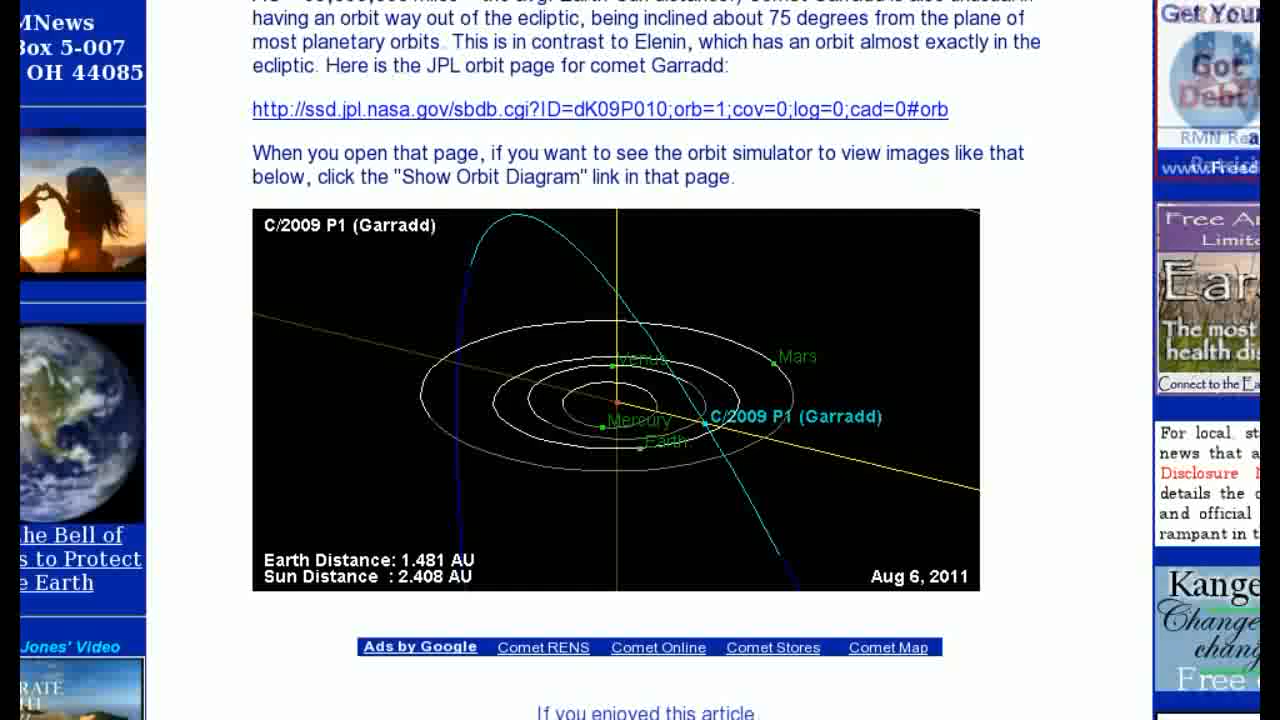 MNews
Box 5-007
OH 44085
having an orbit way out of the ecliptic, being inclined about 75 degrees from the plane of
most planetary orbits. This is in contrast to Elenin, which has an orbit almost exactly in the
ecliptic. Here is the JPL orbit page for comet Garradd:
http://ssd.jpl.nasa.gov/sbdb.cgi?ID=dK09P010;orb=1;cov=0;log=0;cad=0#orb
When you open that page, if you want to see the orbit simulator to view images like that
below, click the "Show Orbit Diagram" link in that page.
C/2009 P1 (Garradd)
Venus
Mars
C/2009 P1 (Garradd)
Mercury
Earth
Earth Distance: 1.481 AU
Sun Distance : 2.408 AU
Aug 6, 2011
Ads by Google
Comet RENS
Comet Online
Comet Stores
Comet Map
If you enjoyed this article
he Bell of
s to Protect
e Earth
Jones' Video
Get Your
Got
Debt
RMN Rea
Free
Limite
Ear
The most
health dis
Connect to the Ea
For local, st
news that a
Disclosure
details the
and official
rampant in t
Kange
Change
chang
Free